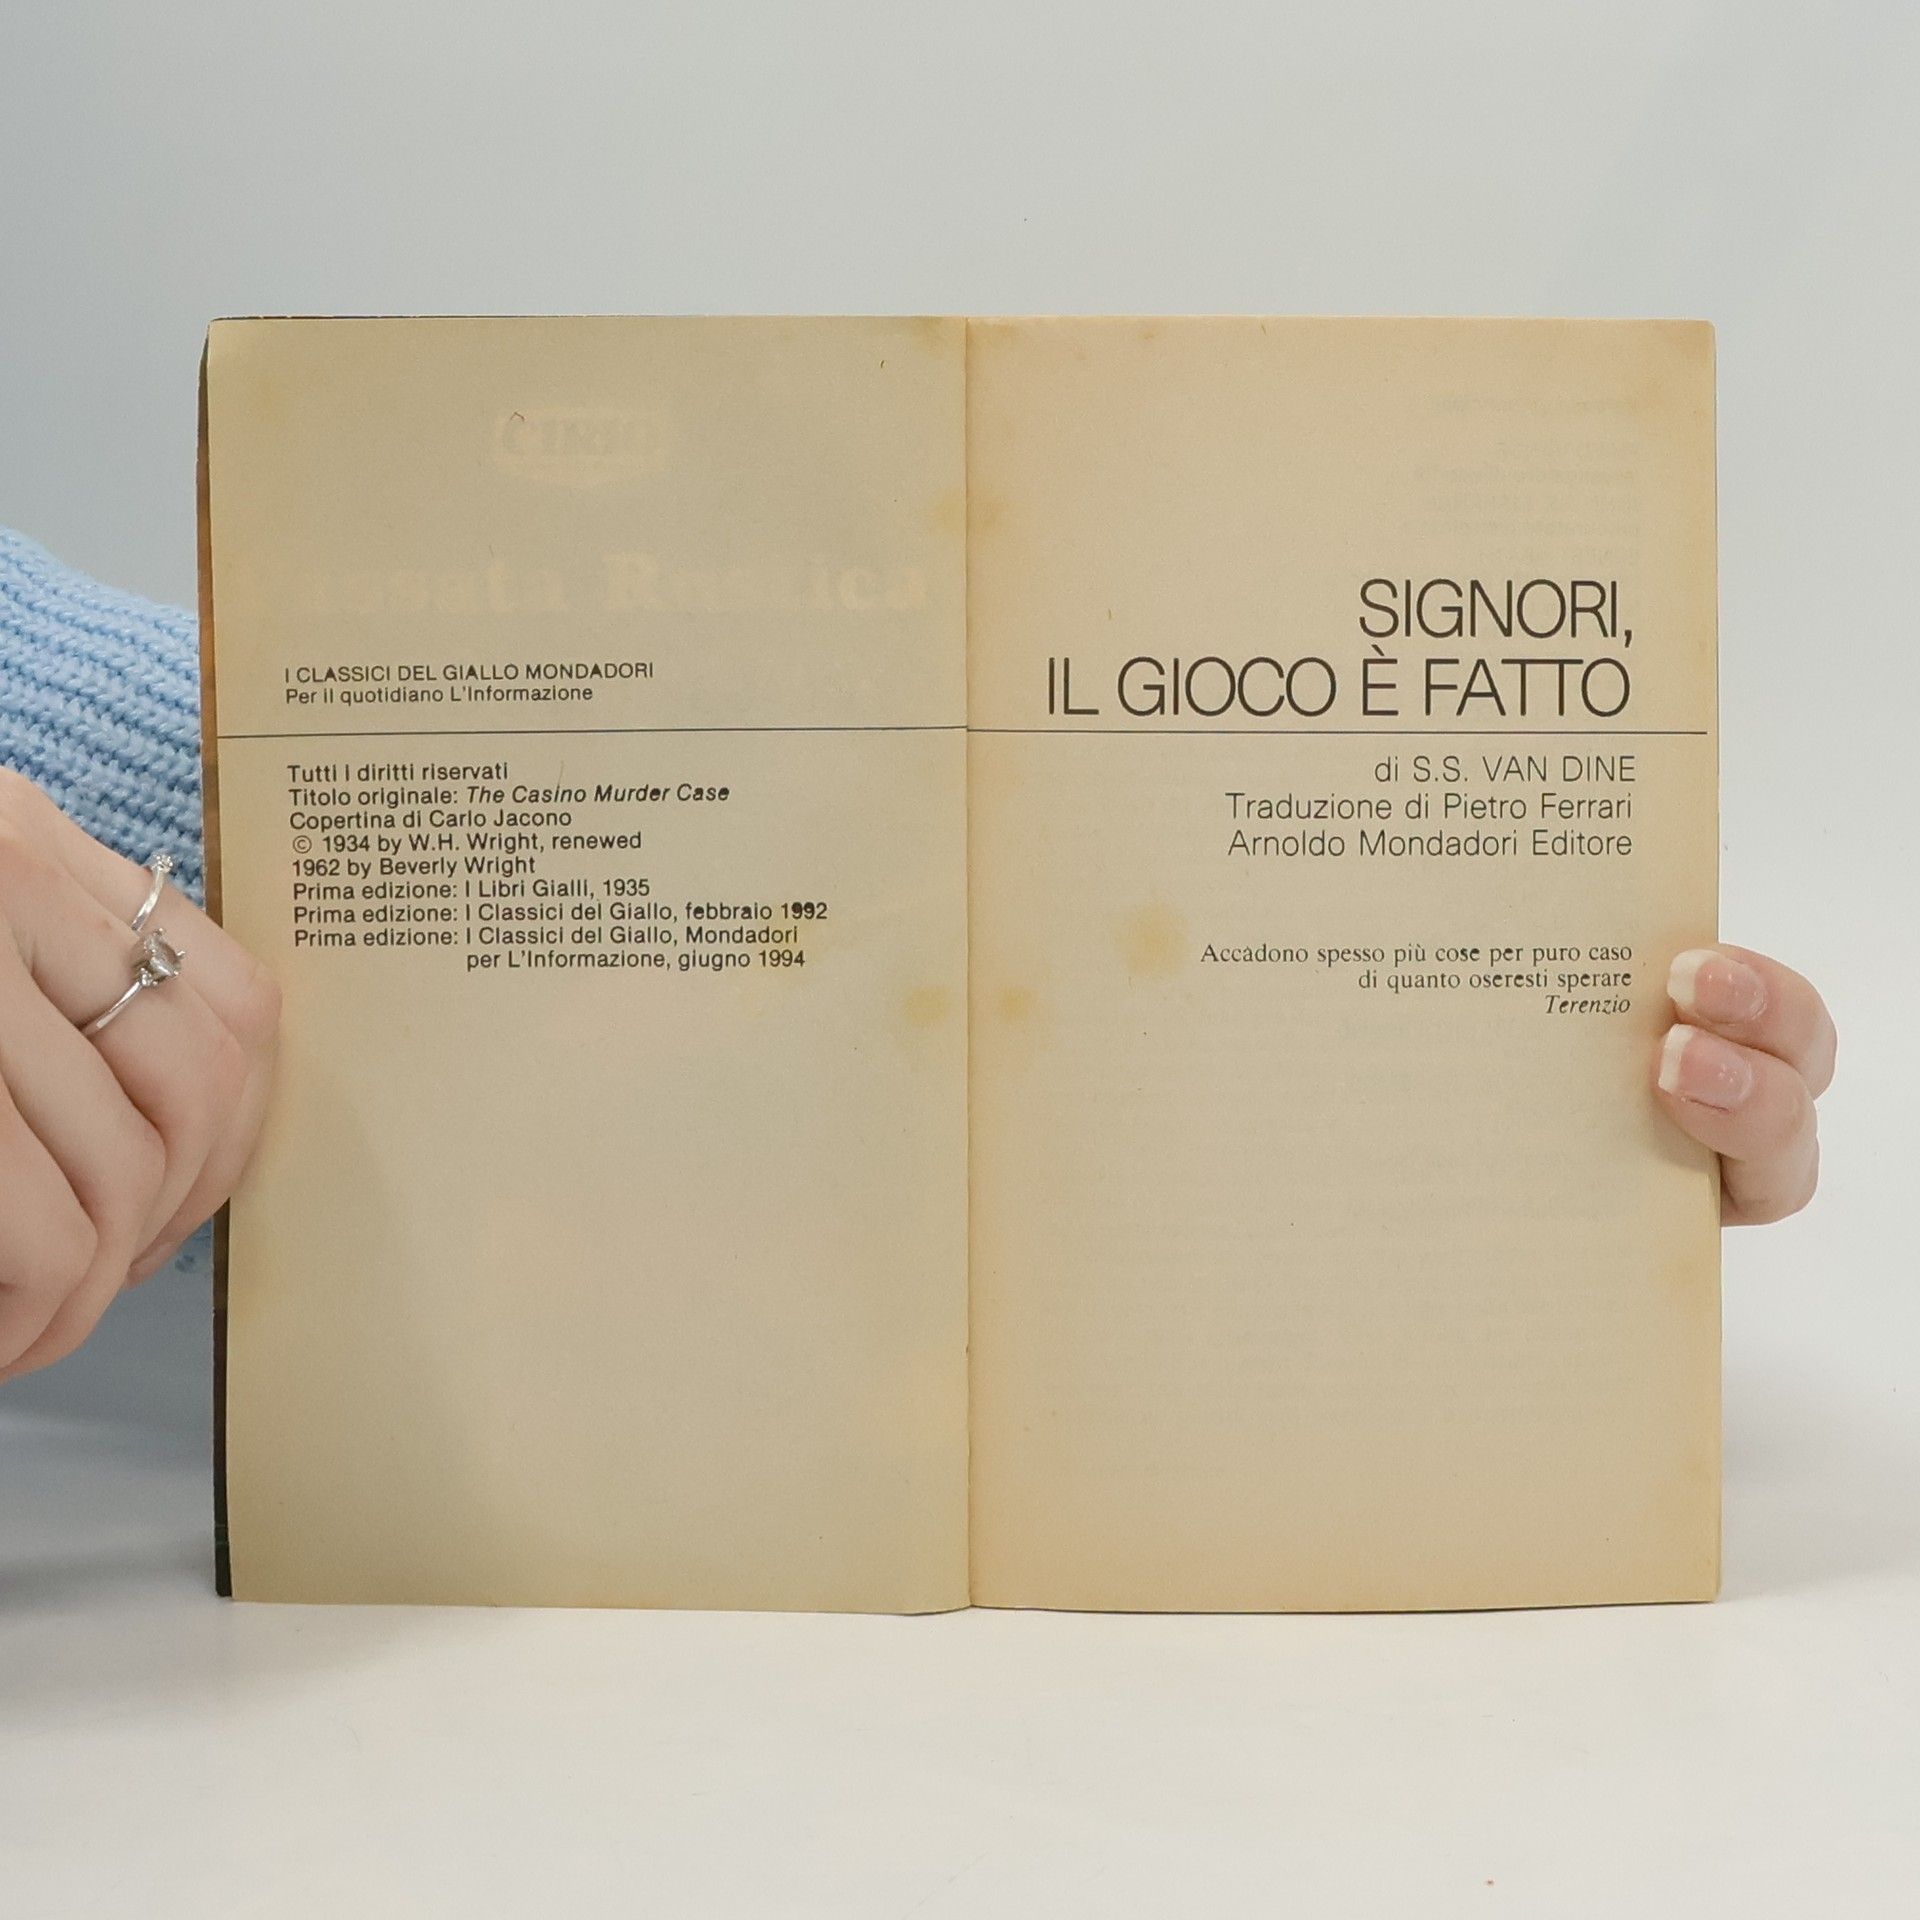 I CLASSICI DEL GIALLO MONDADORI
Per il quotidiano L'Informazione
Tutti i diritti riservati
Titolo originale: The Casino Murder Case
Copertina di Carlo Jacono
© 1934 by W.H. Wright, renewed
1962 by Beverly Wright
Prima edizione: I Libri Gialli, 1935
Prima edizione: I Classici del Giallo, febbraio 1992
Prima edizione: I Classici del Giallo, Mondadori
per L'Informazione, giugno 1994
SIGNORI,
IL GIOCO È FATTO
di S.S. VAN DINE
Traduzione di Pietro Ferrari
Arnoldo Mondadori Editore
Accadono spesso più cose per puro caso
di quanto oseresti sperare
Terenzio